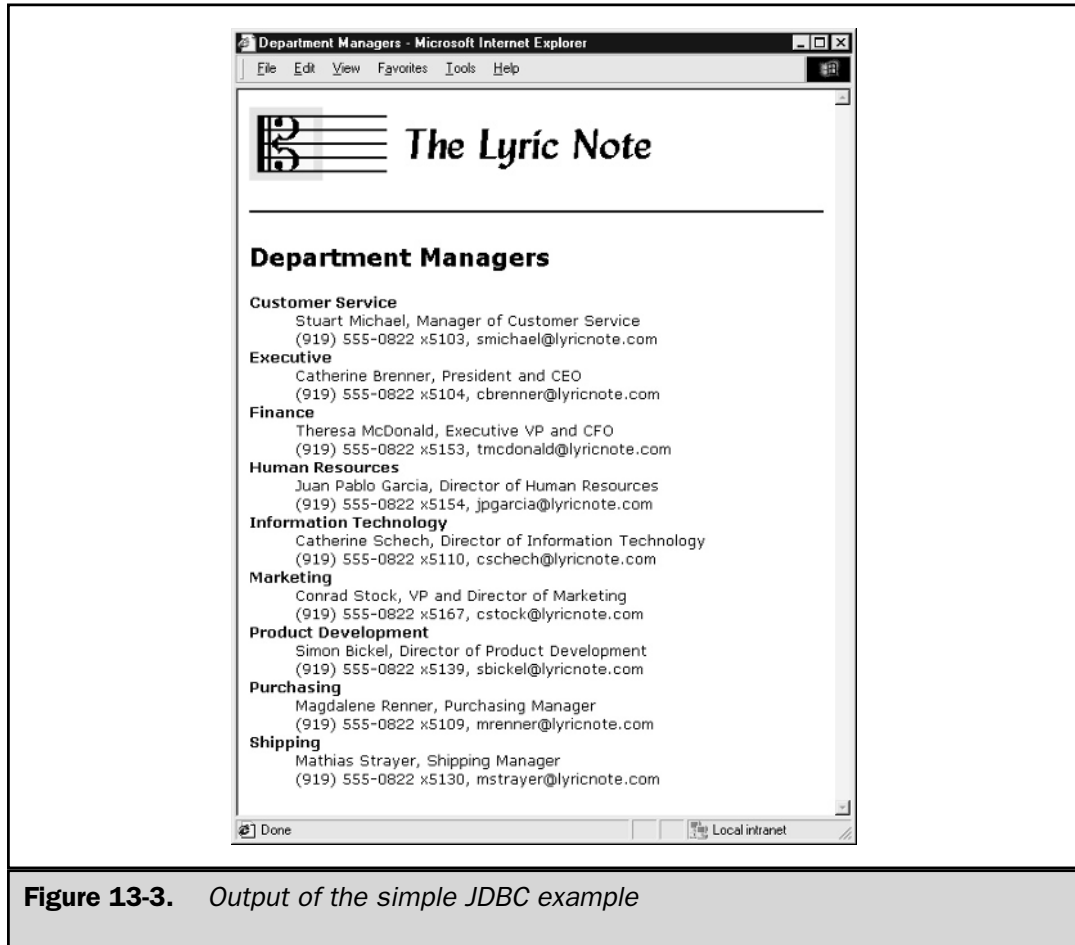 Department Managers - Microsoft Internet Explorer
File Edit View Favorites Tools Help
The Lyric Note
Department Managers
Customer Service
Stuart Michael, Manager of Customer Service
(919) 555-0822 x5103, smichael@lyricnote.com
Executive
Catherine Brenner, President and CEO
(919) 555-0822 x5104, cbrenner@lyricnote.com
Finance
Theresa McDonald, Executive VP and CFO
(919) 555-0822 x5153, tmcdonald@lyricnote.com
Human Resources
Juan Pablo Garcia, Director of Human Resources
(919) 555-0822 x5154, jpgarcia@lyricnote.com
Information Technology
Catherine Schech, Director of Information Technology
(919) 555-0822 x5110, cschech@lyricnote.com
Marketing
Conrad Stock, VP and Director of Marketing
(919) 555-0822 x5167, cstock@lyricnote.com
Product Development
Simon Bickel, Director of Product Development
(919) 555-0822 x5139, sbickel@lyricnote.com
Purchasing
Magdalene Renner, Purchasing Manager
(919) 555-0822 x5109, mrenner@lyricnote.com
Shipping
Mathias Strayer, Shipping Manager
(919) 555-0822 x5130, mstrayer@lyricnote.com
Done Local intranet
Figure 13-3. Output of the simple JDBC example